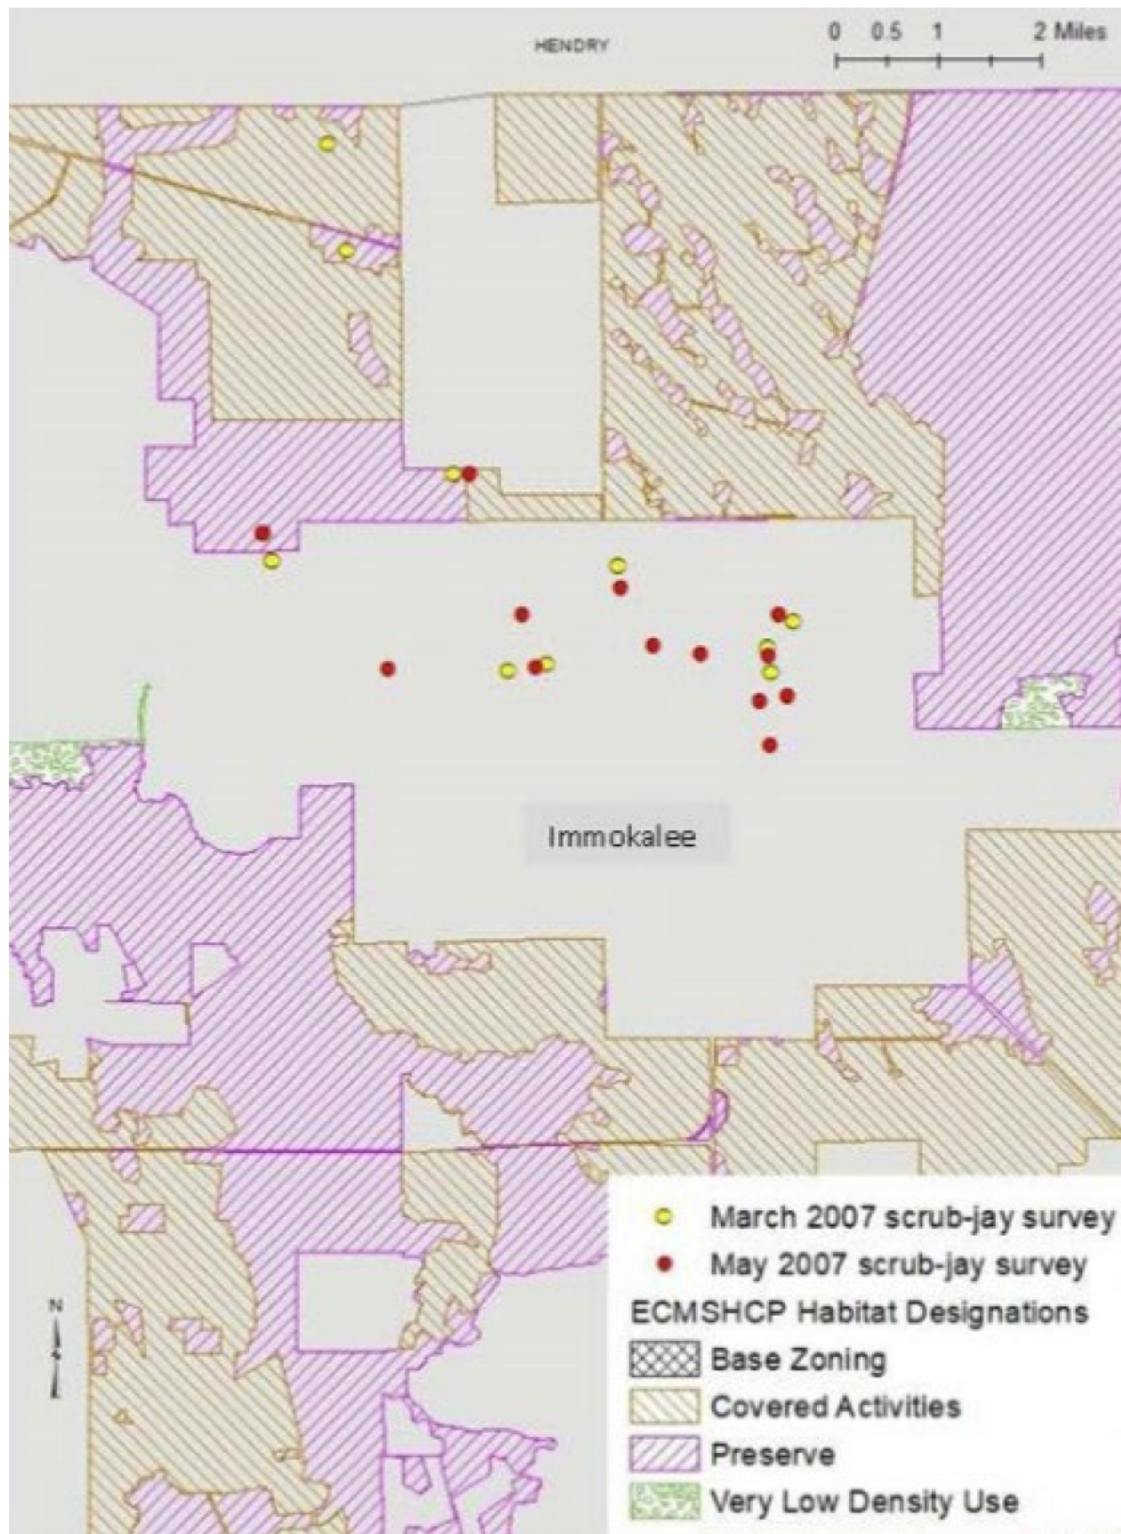 HENDRY
0 0.5 1 2 Miles
Immokalee
March 2007 scrub-jay survey
May 2007 scrub-jay survey
N
ECMSHCP Habitat Designations
Base Zoning
Covered Activities
Preserve
Very Low Density Use